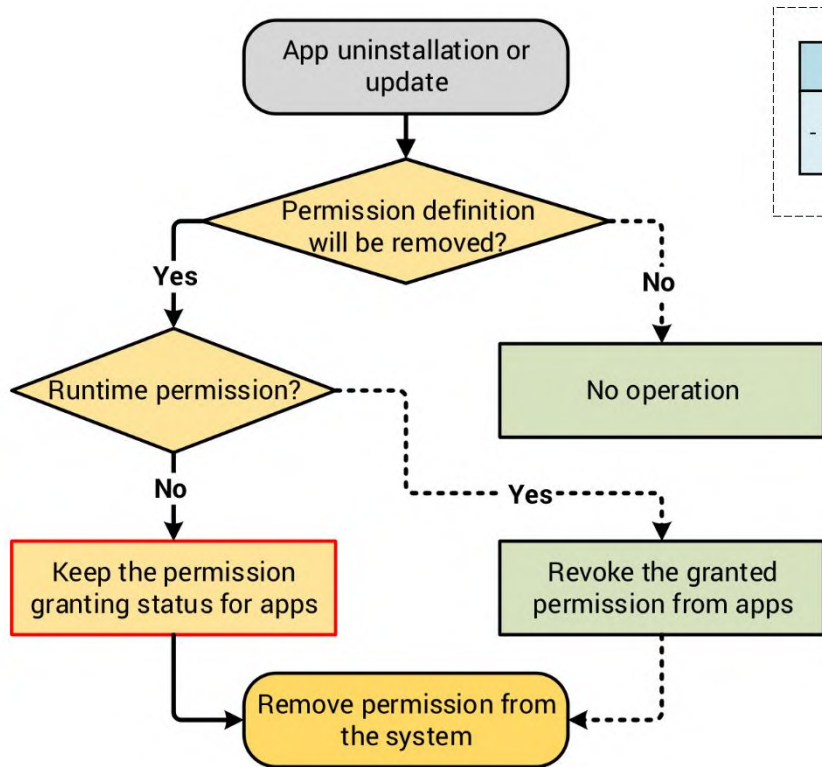 App uninstallation or
update
-
Permission definition
will be removed?
Yes
No
Runtime permission?
No operation
No
Yes
Keep the permission
granting status for apps
Revoke the granted
permission from apps
Remove permission from
the system